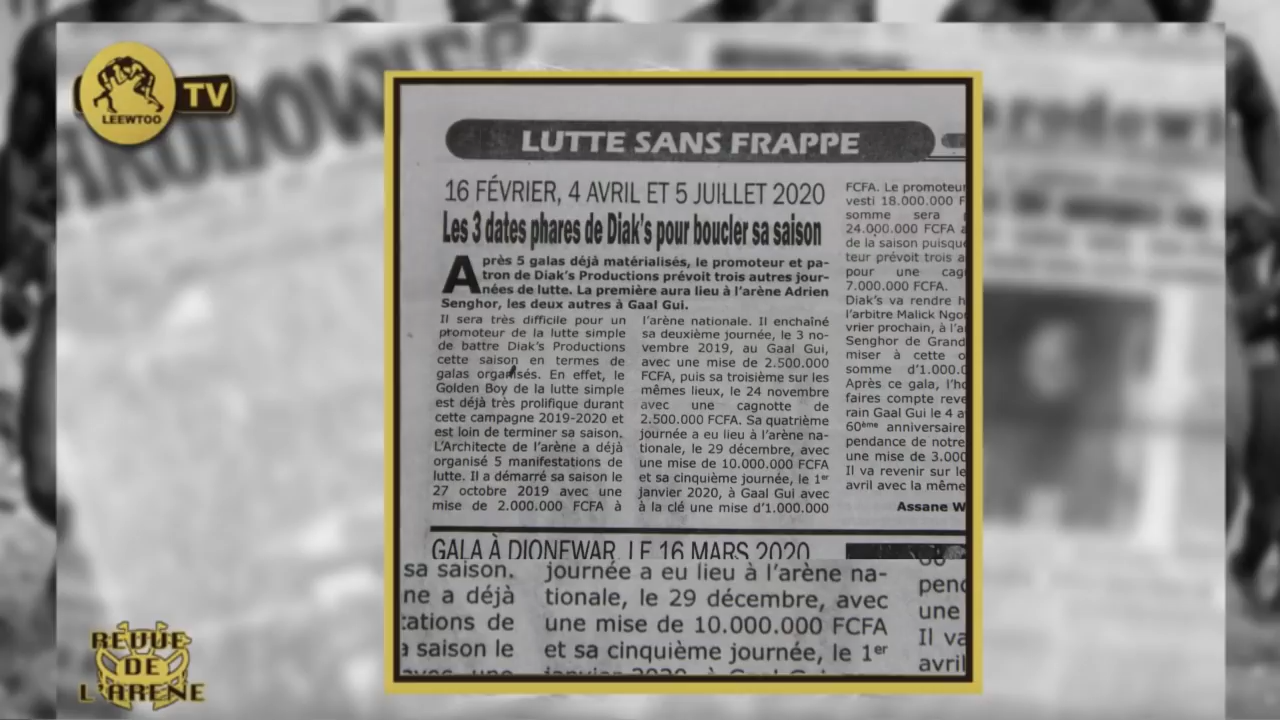 LEEWTOO
TV
LUTTE SANS FRAPPE
16 FÉVRIER, 4 AVRIL ET 5 JUILLET 2020
Les 3 dates phares de Diak's pour boucler sa saison
Après 5 galas déjà matérialisés, le promoteur et pa-
tron de Diak's Productions prévoit trois autres jour-
nées de lutte. La première aura lieu à l'arène Adrien
Senghor, les deux autres à Gaal Gui.
Il sera très difficile pour un
promoteur de la lutte simple
de battre Diak's Productions
cette saison en termes de
galas organisés. En effet, le
Golden Boy de la lutte simple
est déjà très prolifique durant
cette campagne 2019-2020 et
est loin de terminer sa saison.
L'Architecte de l'arène a déjà
organisé 5 manifestations de
lutte. Il a démarré sa saison le
27 octobre 2019 avec une
mise de 2.000.000 FCFA à
l'arène nationale. Il enchaîné
sa deuxième journée, le 3 no-
vembre 2019, au Gaal Gui,
avec une mise de 2.500.000
FCFA, puis sa troisième sur les
mêmes lieux, le 24 novembre
avec une cagnotte de
2.500.000 FCFA. Sa quatrième
journée a eu lieu à l'arène na-
tionale, le 29 décembre, avec
une mise de 10.000.000 FCFA
et sa cinquième journée, le 1er
janvier 2020, à Gaal Gui avec
à la clé une mise d'1.000.000
FCFA. Le promoteur
vesti 18.000.000 F
somme sera
24.000.000 FCFA
de la saison puisque
teur prévoit trois a
pour une cag
7.000.000 FCFA.
Diak's va rendre h
l'arbitre Malick Ngo
vrier prochain, à l'a
Senghor de Grand
miser à cette o
somme d'1.000.0
Après ce gala, l'ho
faires compte reve
rain Gaal Gui le 4 a
60ème anniversaire
pendance de notre
mise de 3.000
Il va revenir sur le
avril avec la même
Assane W
GALA À DIONEWAR, LE 16 MARS 2020
sa saison.
ne a déjà
tations de
a saison le
avec une
journée a eu lieu à l'arène na-
tionale, le 29 décembre, avec
une mise de 10.000.000 FCFA
et sa cinquième journée, le 1er
janvier 2020, à Gaal Gui
60
pend
une
Il va
avril
REVUE
DE
L'ARÈNE